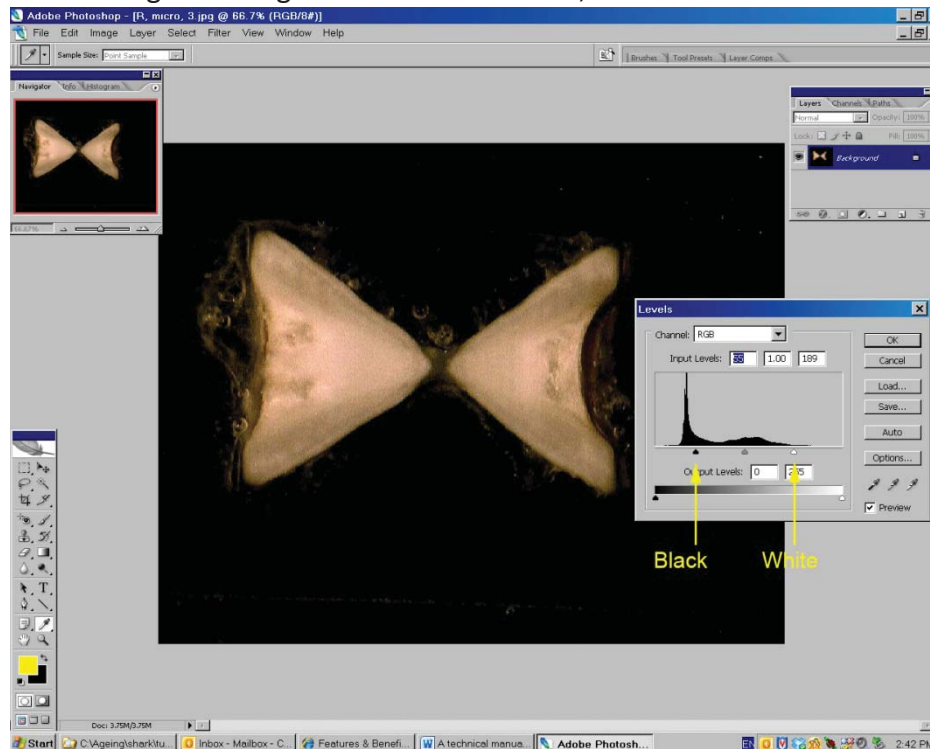 Adobe Photoshop - [R, micro, 3.jpg @ 66.7% (RGB/8#)]
File Edit Image Layer Select Filter View Window Help
Sample Size: Point Sample
Brushes Tool Presets Layer Comps
Navigator Info Histogram
66.67%
Layers Channels Paths
Normal Opacity: 100%
Lock: Fill: 100%
Background
Levels
Channel: RGB
OK
Input Levels: 55 1.00 189
Cancel
Load...
Save...
Auto
Options...
Output Levels: 0
Preview
Black White
T
Doc: 3.75M/3.75M
Start C:\Ageing\shark\tu... Inbox - Mailbox - C... Features & Benefi... A technical manua... Adobe Photosh... EN 2:42 PM